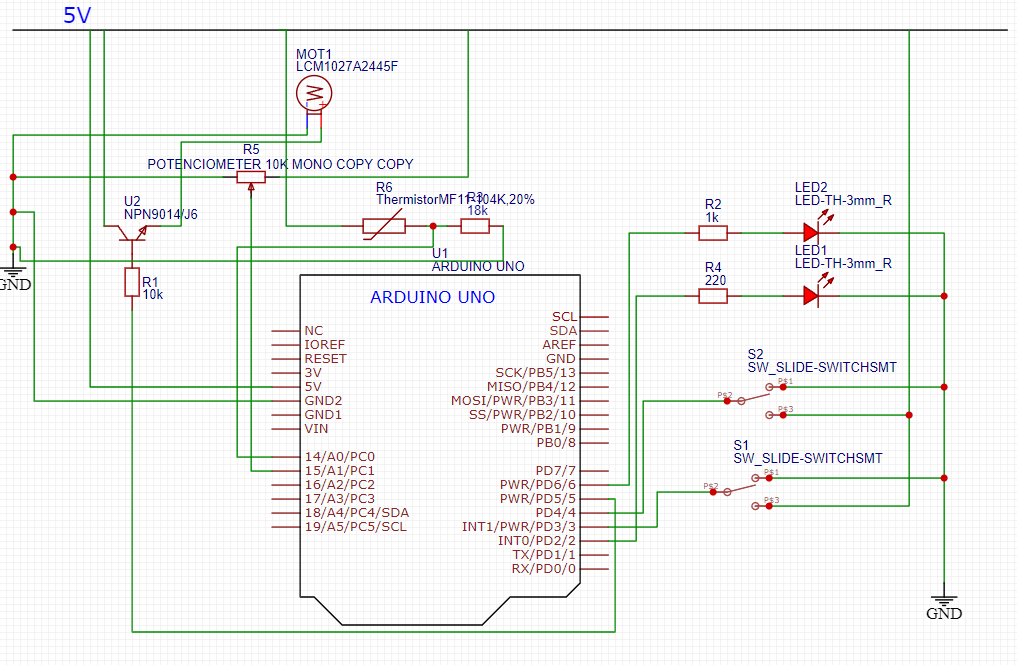 5V
MOT1
LCM1027A2445F
R5
POTENCIOMETER 10K MONO COPY COPY
R6
ThermistorMF11-104K,20%
R3
18k
U2
NPN9014/J6
R1
10k
GND
U1
ARDUINO UNO
ARDUINO UNO
NC
IOREF
RESET
3V
5V
GND2
GND1
VIN
14/A0/PC0
15/A1/PC1
16/A2/PC2
17/A3/PC3
18/A4/PC4/SDA
19/A5/PC5/SCL
SCL
SDA
AREF
GND
SCK/PB5/13
MISO/PB4/12
MOSI/PWR/PB3/11
SS/PWR/PB2/10
PWR/PB1/9
PB0/8
PD7/7
PWR/PD6/6
PWR/PD5/5
PD4/4
INT1/PWR/PD3/3
INT0/PD2/2
TX/PD1/1
RX/PD0/0
R2
1k
LED2
LED-TH-3mm_R
R4
220
LED1
LED-TH-3mm_R
S2
SW_SLIDE-SWITCHSMT
P$1
P$2
P$3
S1
SW_SLIDE-SWITCHSMT
P$1
P$2
P$3
GND